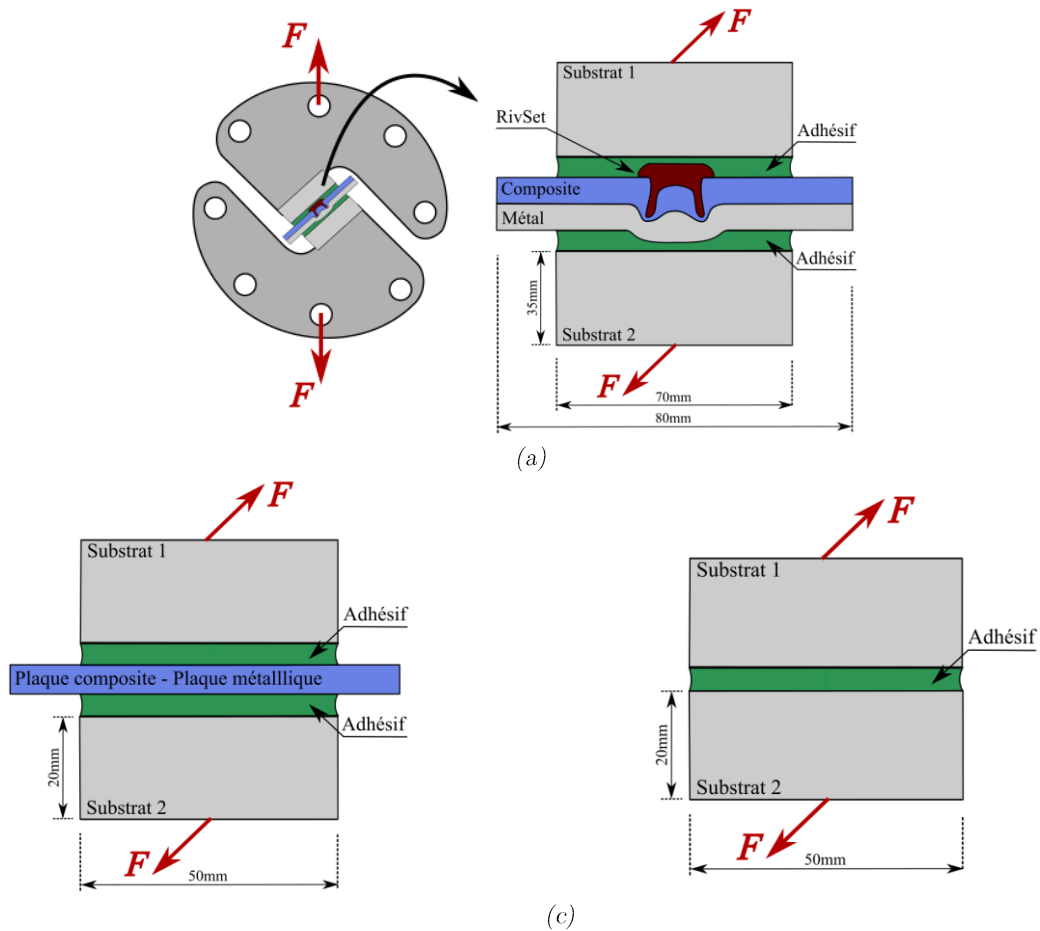 F
F
F
Substrat 1
RivSet
Adhésif
Composite
Métal
Adhésif
35mm
Substrat 2
F
70mm
80mm
(a)
F
Substrat 1
Adhésif
Plaque composite - Plaque métalllique
Adhésif
20mm
Substrat 2
F
50mm
F
Substrat 1
Adhésif
20mm
Substrat 2
F
50mm
(c)